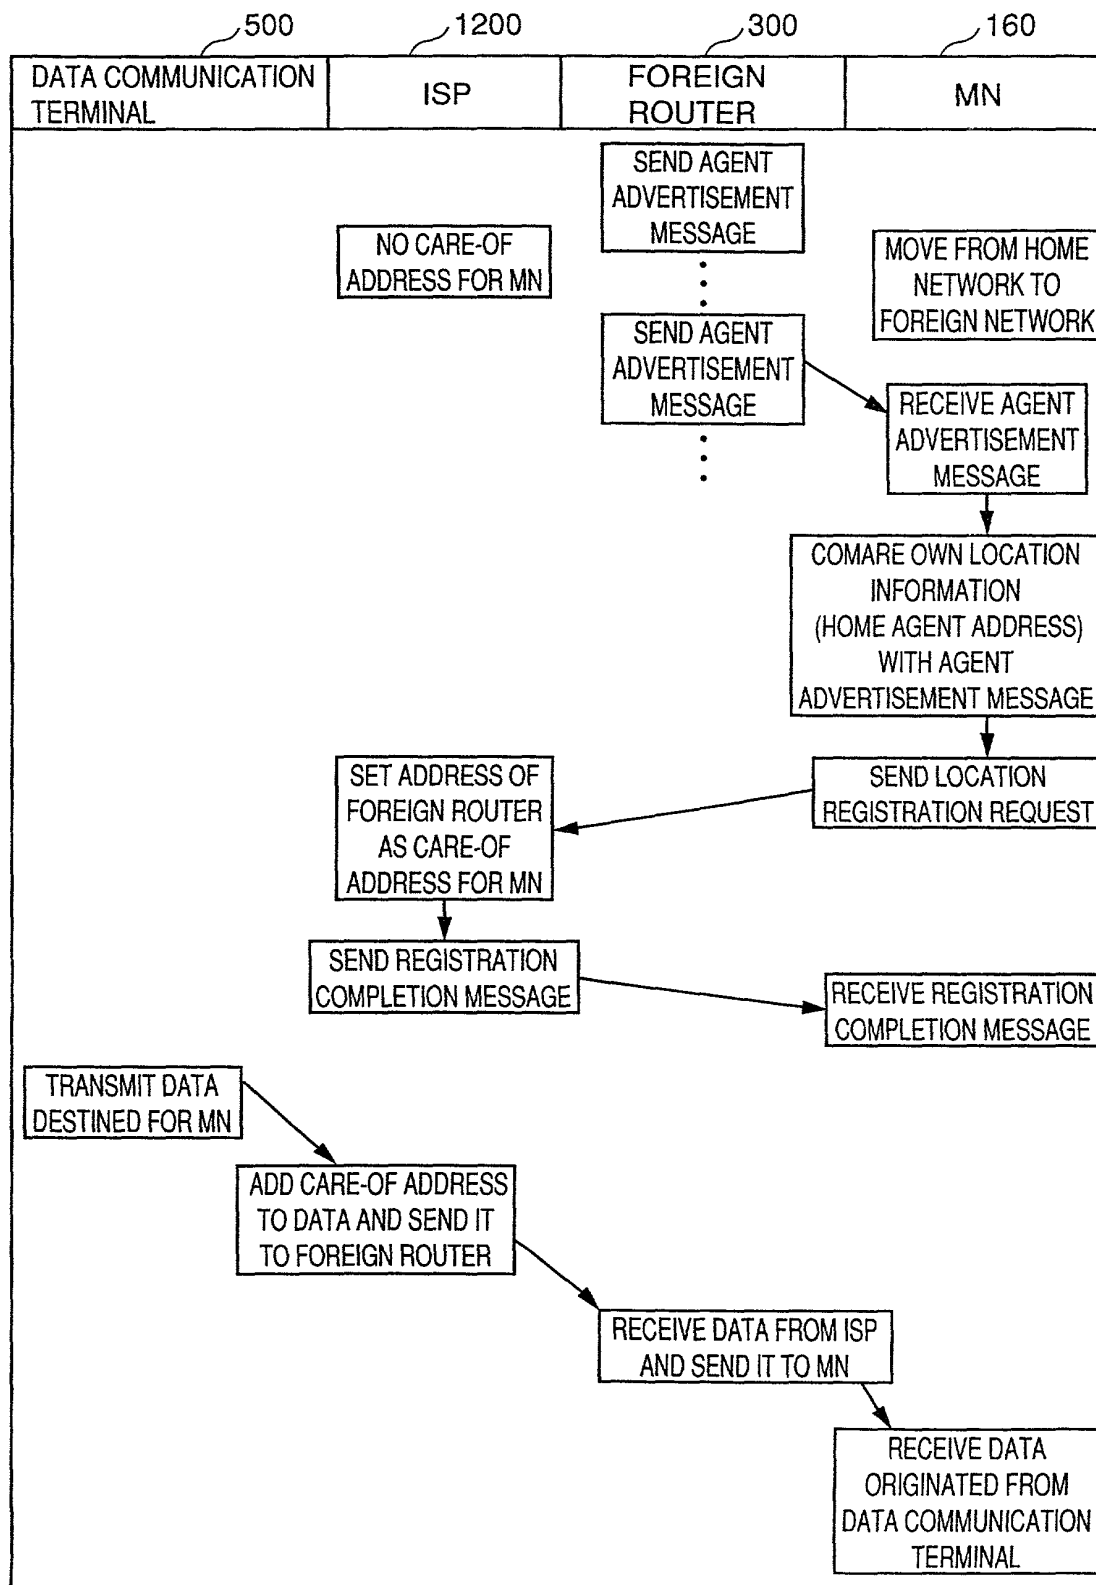 500
1200
300
160
DATA COMMUNICATION
TERMINAL
ISP
FOREIGN
ROUTER
MN
SEND AGENT
ADVERTISEMENT
MESSAGE
NO CARE-OF
ADDRESS FOR MN
MOVE FROM HOME
NETWORK TO
FOREIGN NETWORK
SEND AGENT
ADVERTISEMENT
MESSAGE
RECEIVE AGENT
ADVERTISEMENT
MESSAGE
COMARE OWN LOCATION
INFORMATION
(HOME AGENT ADDRESS)
WITH AGENT
ADVERTISEMENT MESSAGE
SEND LOCATION
REGISTRATION REQUEST
SET ADDRESS OF
FOREIGN ROUTER
AS CARE-OF
ADDRESS FOR MN
SEND REGISTRATION
COMPLETION MESSAGE
RECEIVE REGISTRATION
COMPLETION MESSAGE
TRANSMIT DATA
DESTINED FOR MN
ADD CARE-OF ADDRESS
TO DATA AND SEND IT
TO FOREIGN ROUTER
RECEIVE DATA FROM ISP
AND SEND IT TO MN
RECEIVE DATA
ORIGINATED FROM
DATA COMMUNICATION
TERMINAL